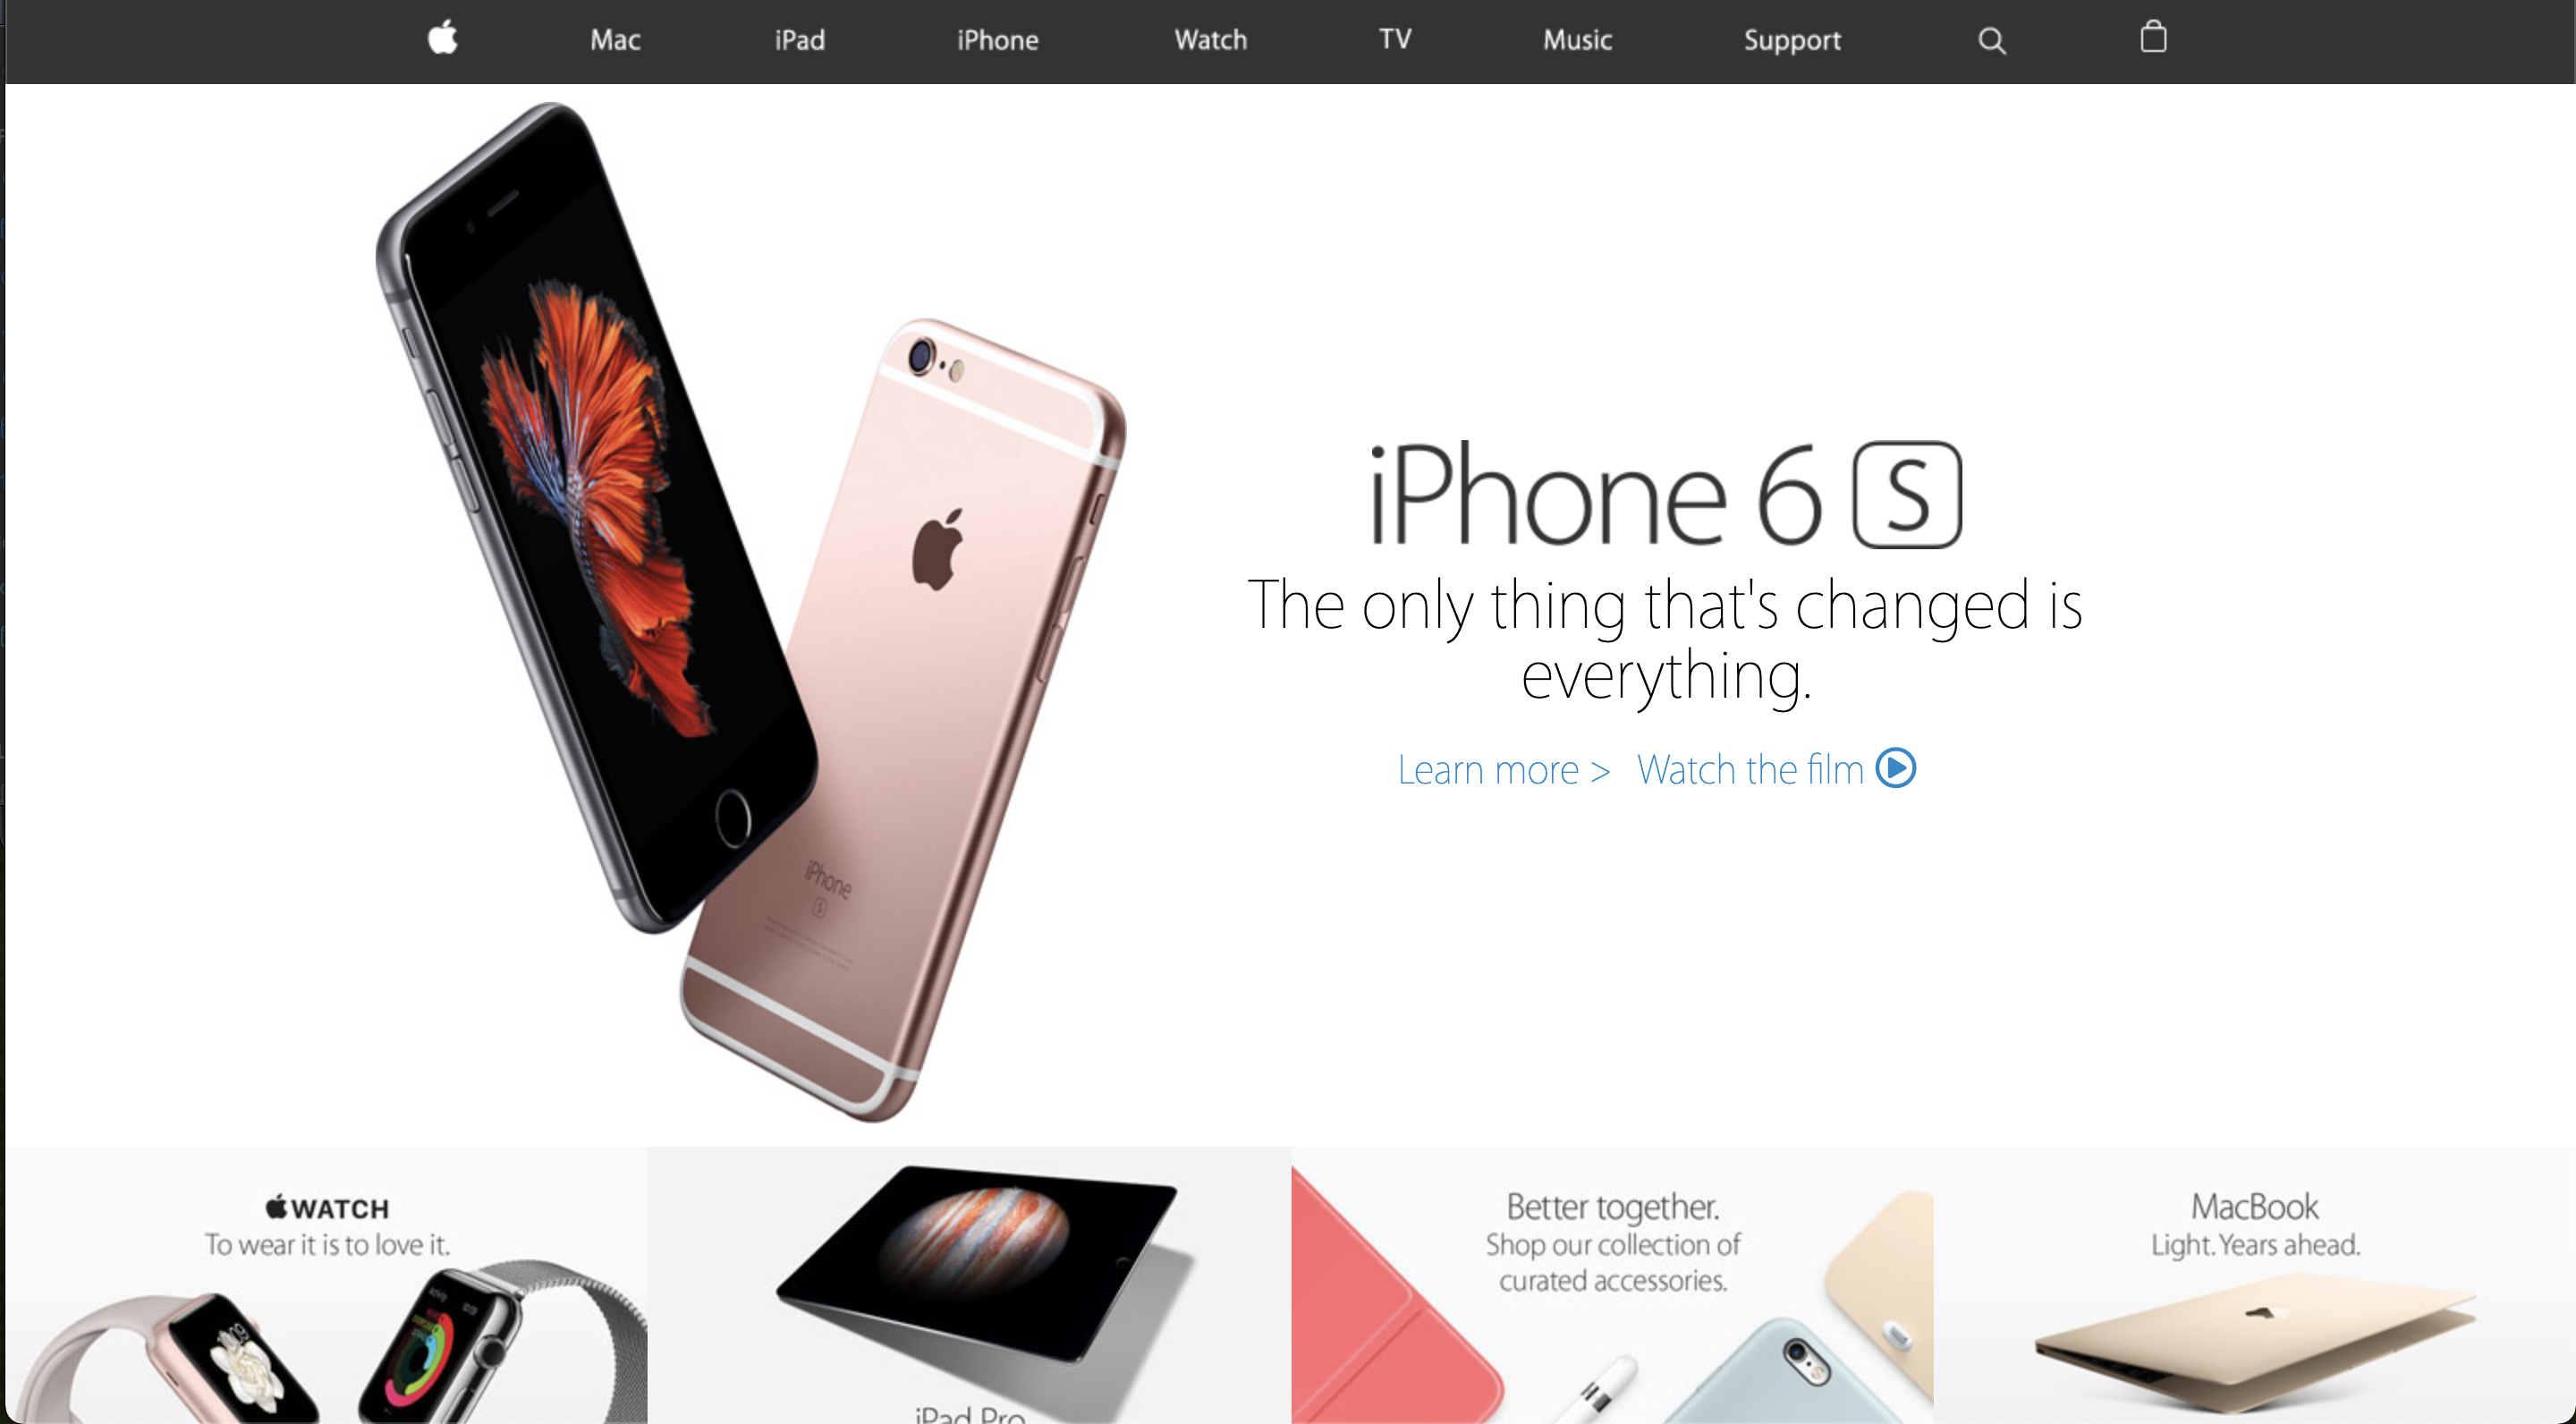 Mac iPad iPhone Watch TV Music Support
iPhone 6 S
The only thing that's changed is
everything.
Learn more > Watch the film
iPhone
S
WATCH
To wear it is to love it.
iPad Pro
Better together.
Shop our collection of
curated accessories.
MacBook
Light. Years ahead.